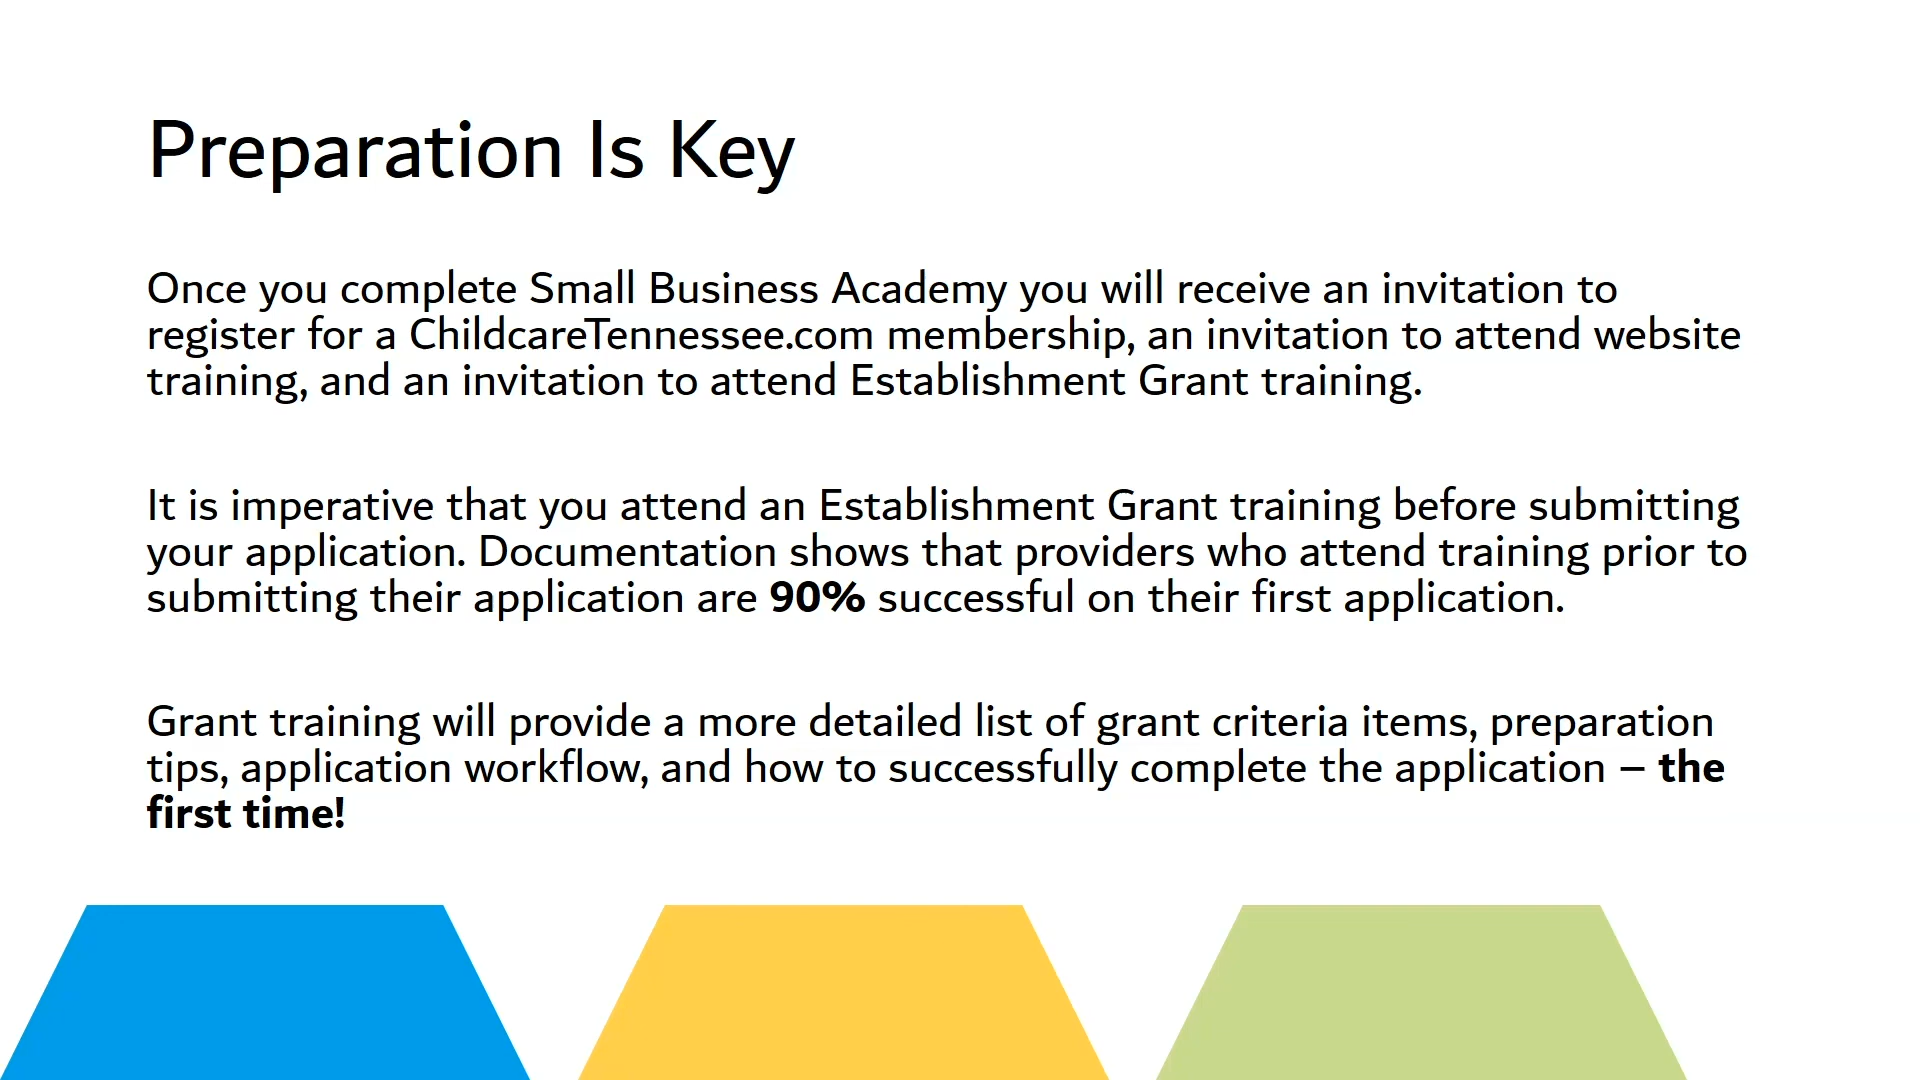 Preparation Is Key
Once you complete Small Business Academy you will receive an invitation to
register for a ChildcareTennessee.com membership, an invitation to attend website
training, and an invitation to attend Establishment Grant training.
It is imperative that you attend an Establishment Grant training before submitting
your application. Documentation shows that providers who attend training prior to
submitting their application are 90% successful on their first application.
Grant training will provide a more detailed list of grant criteria items, preparation
tips, application workflow, and how to successfully complete the application – the
first time!